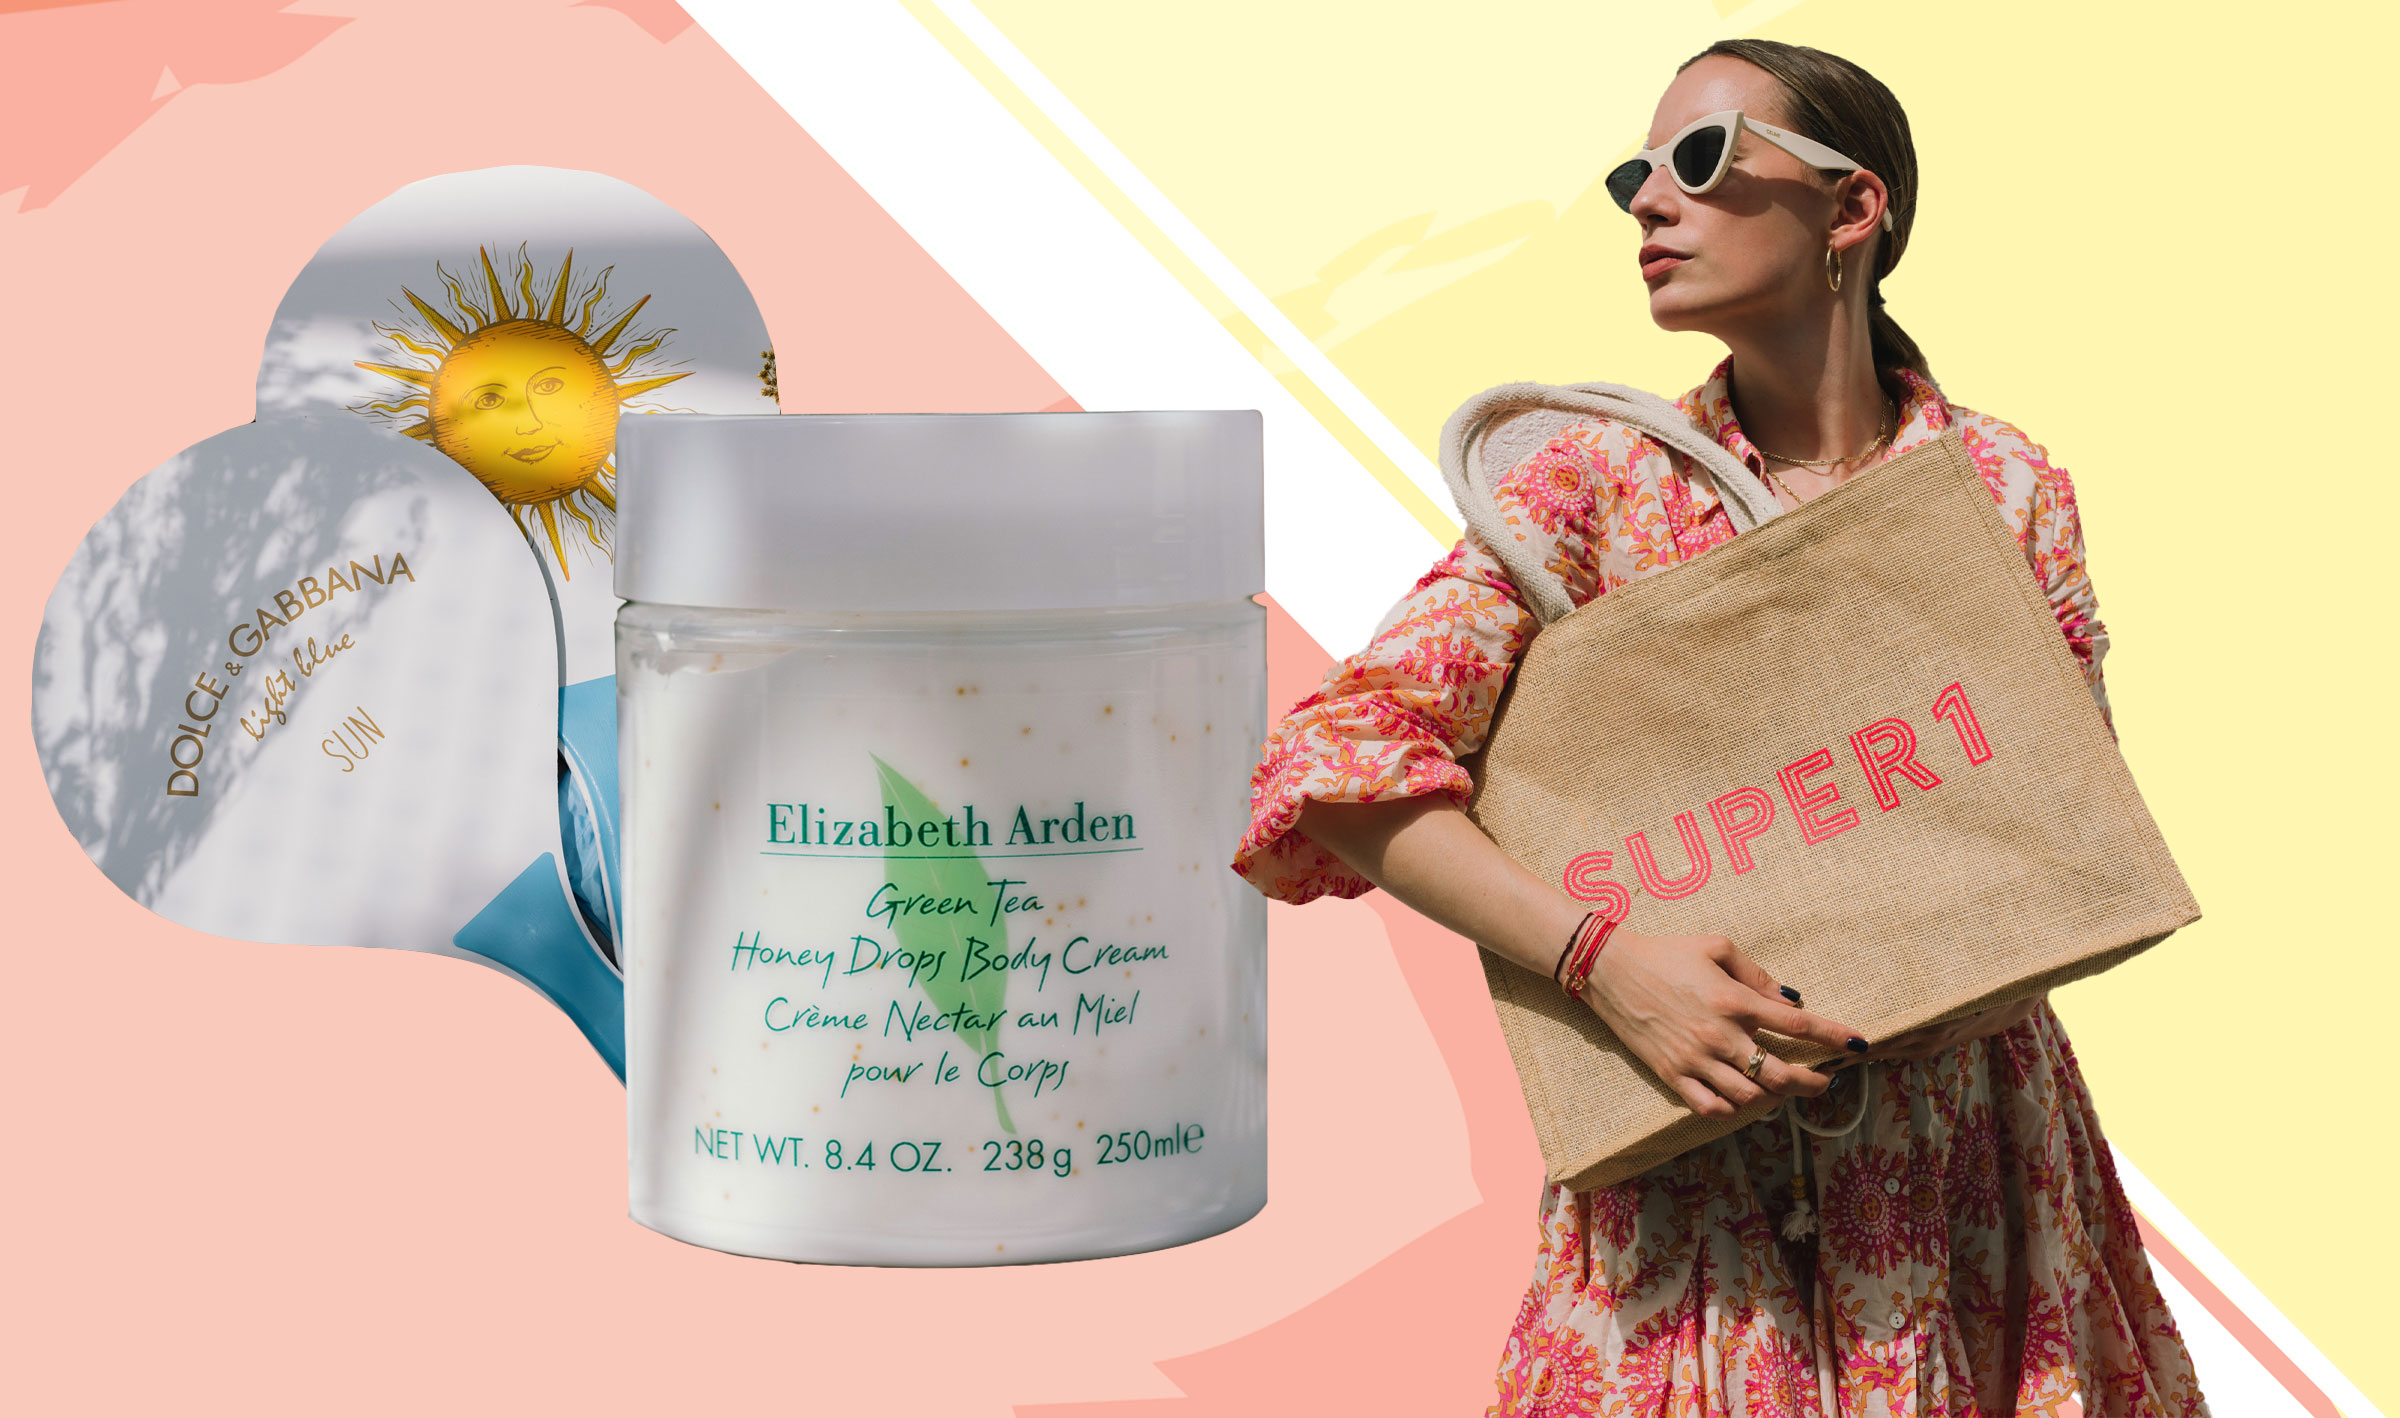 DOLCE & GABBANA
light blue
SUN
Elizabeth Arden
Green Tea
Honey Drops Body Cream
Crème Nectar au Miel
pour le Corps
NET WT. 8.4 OZ. 238g 250ml℮
SUPER1